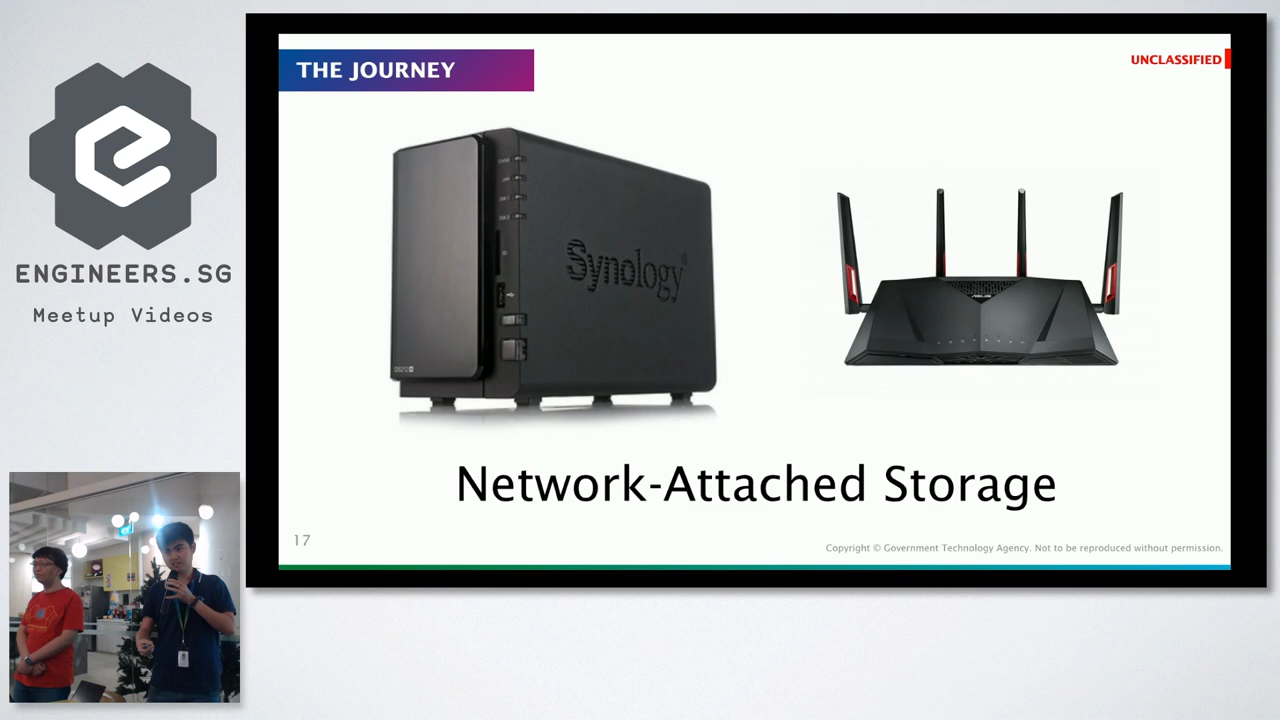 ENGINEERS.SG
Meetup Videos
THE JOURNEY
UNCLASSIFIED
Synology
ASUS
Network-Attached Storage
17
Copyright © Government Technology Agency. Not to be reproduced without permission.